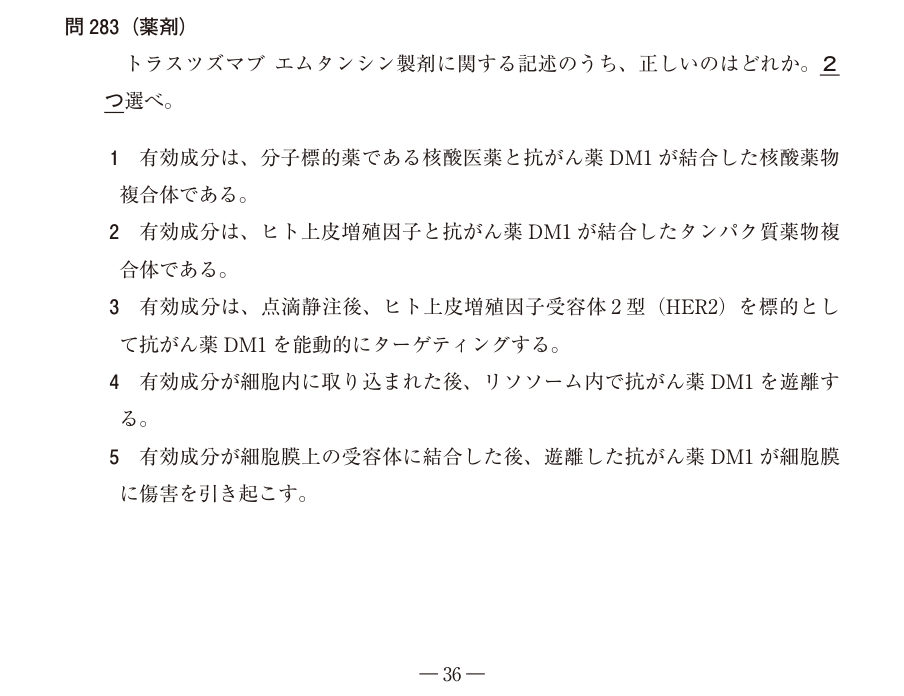 問 283（薬剤）
トラスツズマブ エムタンシン製剤に関する記述のうち、正しいのはどれか。２
つ選べ。
1 有効成分は、分子標的薬である核酸医薬と抗がん薬 DM1 が結合した核酸薬物
複合体である。
2 有効成分は、ヒト上皮増殖因子と抗がん薬 DM1 が結合したタンパク質薬物複
合体である。
3 有効成分は、点滴静注後、ヒト上皮増殖因子受容体２型（HER2）を標的とし
て抗がん薬 DM1 を能動的にターゲティングする。
4 有効成分が細胞内に取り込まれた後、リソソーム内で抗がん薬 DM1 を遊離す
る。
5 有効成分が細胞膜上の受容体に結合した後、遊離した抗がん薬 DM1 が細胞膜
に傷害を引き起こす。
― 36 ―